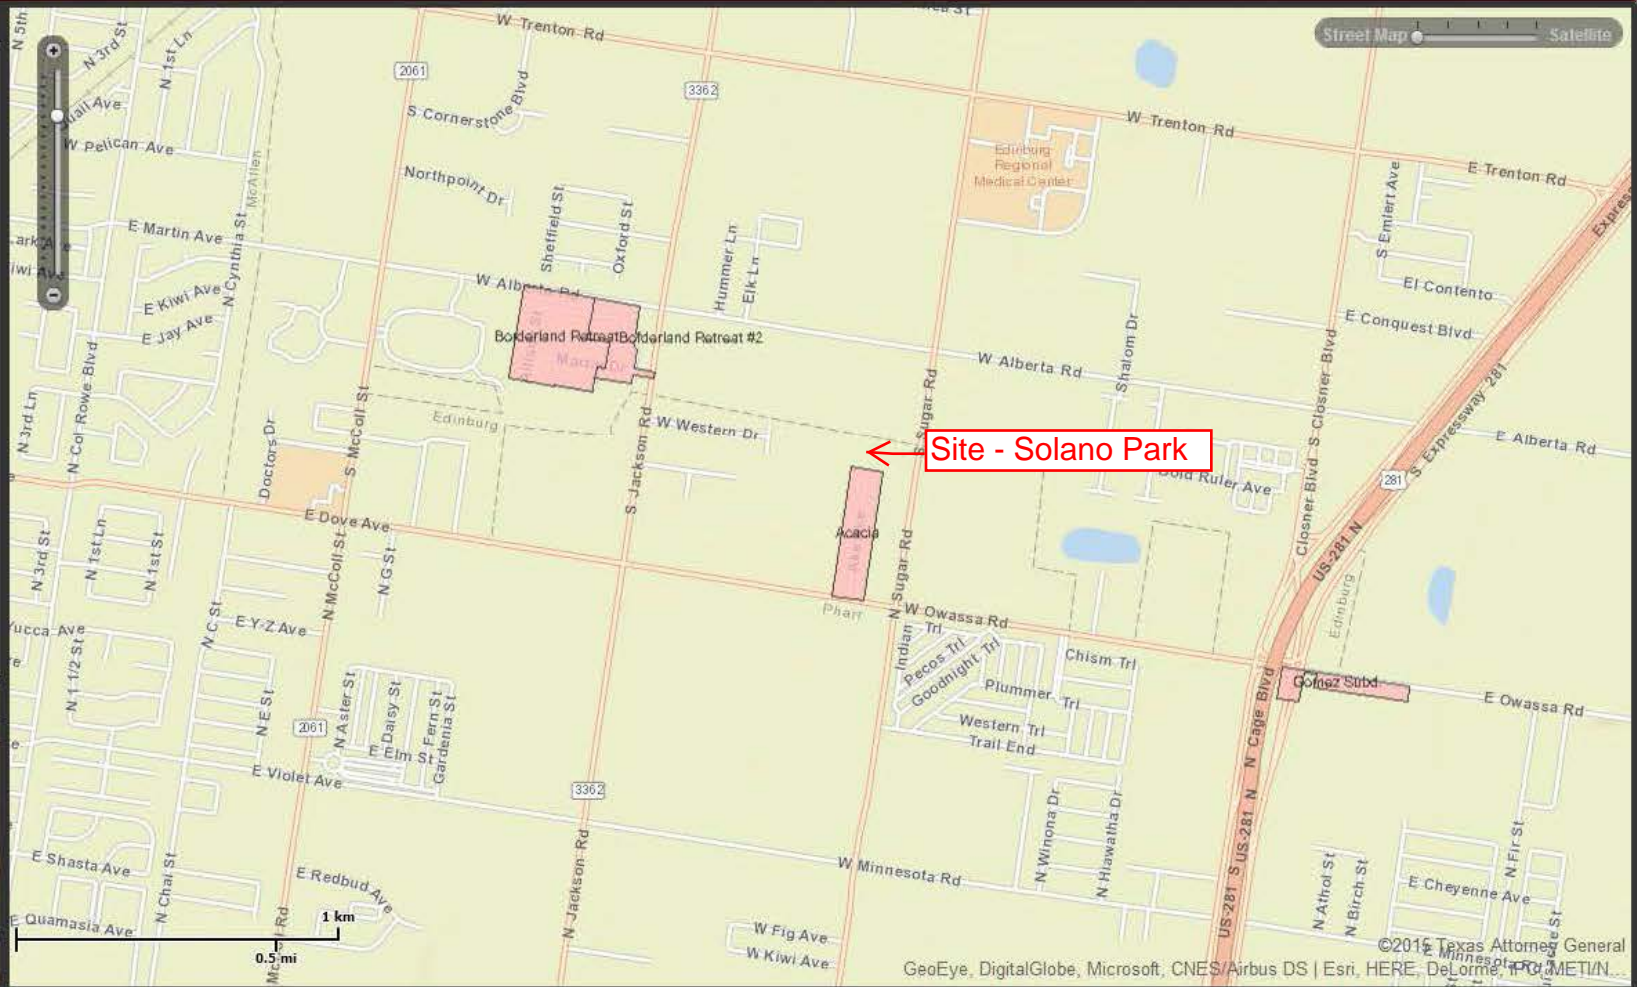 W Trenton Rd
Street Map
Satellite
N 5th
N 3rd St
N 1st Ln
2061
3362
S Cornerstone Blvd
W Trenton Rd
Quail Ave
W Pelican Ave
McAllen
Northpoint Dr
Edinburg
Regional
Medical Center
E Trenton Rd
Express
E Martin Ave
N Cynthia St
Sheffield St
Oxford St
Hummer Ln
Elk Ln
S Emlert Ave
El Contento
E Kiwi Ave
E Jay Ave
W Alberta Rd
E Conquest Blvd
Borderland Retreat
Borderland Retreat #2
W Alberta Rd
Shalom Dr
S Closner Blvd
N 3rd Ln
N Col Rowe Blvd
Doctors Dr
S McColl St
Edinburg
S Jackson Rd
W Western Dr
S Sugar Rd
Site - Solano Park
Gold Ruler Ave
Closner Blvd
281
S Expressway 281
E Alberta Rd
E Dove Ave
Acacia
US-281 N
N 3rd St
N 1st Ln
N 1st St
N McColl St
N G St
N Sugar Rd
Pharr
W Owassa Rd
Edinburg
Yucca Ave
N C St
E Y-Z Ave
Indian Trl
Pecos Trl
Goodnight Trl
Chism Trl
Plummer Trl
Western Trl
Trail End
Gomez Subd
E Owassa Rd
N 1 1/2 St
N E St
2061
N Aster St
Daisy St
S Fern St
Gardenia St
E Elm St
E Violet Ave
3362
N Cage Blvd
N Winona Dr
N Hiawatha Dr
US-281 N
US-281 S
W Minnesota Rd
N Fir St
E Shasta Ave
N Chai St
E Redbud Ave
N Jackson Rd
N Athol St
N Birch St
E Cheyenne Ave
E Quamasia Ave
1 km
0.5 mi
W Fig Ave
W Kiwi Ave
E Minnesota Rd
©2015 Texas Attorney General
GeoEye, DigitalGlobe, Microsoft, CNES/Airbus DS | Esri, HERE, DeLorme, IPC, METI/N...